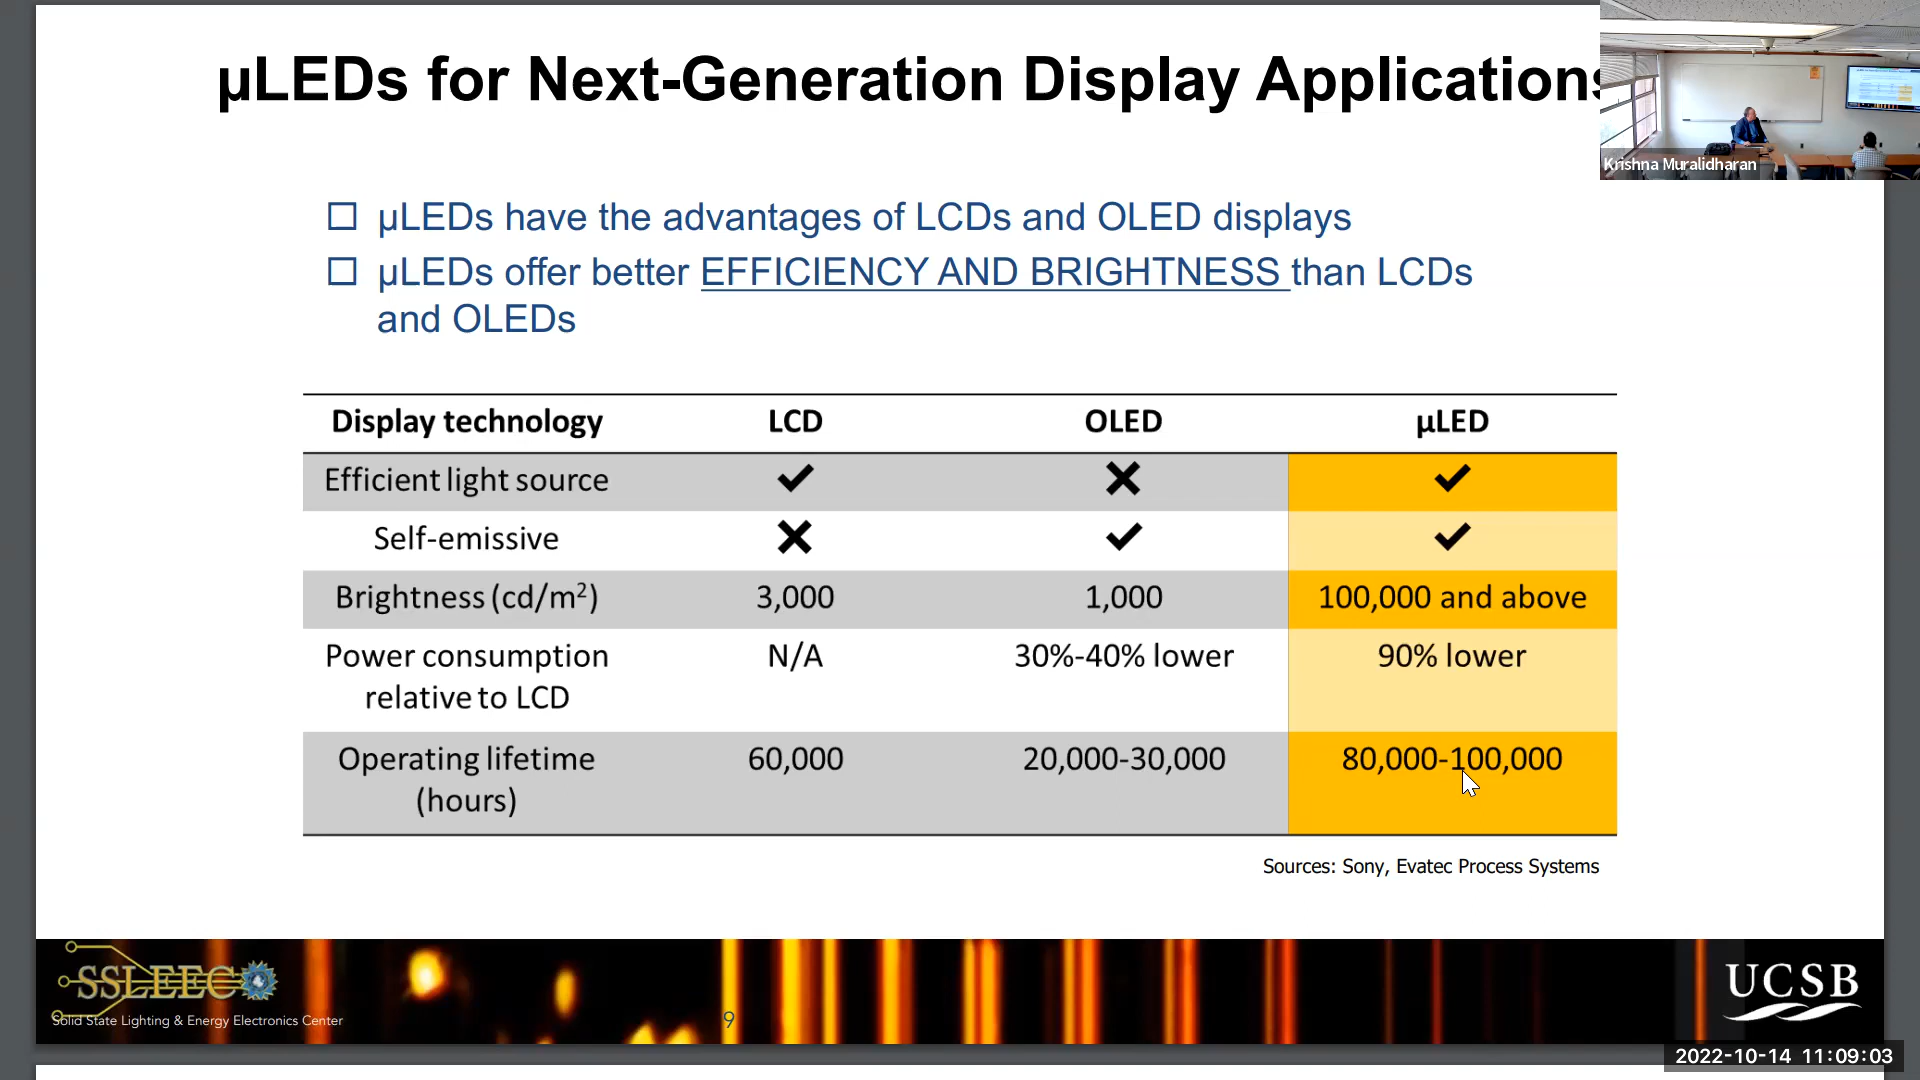 µLEDs for Next-Generation Display Applications
Krishna Muralidharan
µLEDs have the advantages of LCDs and OLED displays
µLEDs offer better EFFICIENCY AND BRIGHTNESS than LCDs
and OLEDs
Display technology LCD OLED µLED
Efficient light source ✔ ✖ ✔
Self-emissive ✖ ✔ ✔
Brightness (cd/m²) 3,000 1,000 100,000 and above
Power consumption N/A 30%-40% lower 90% lower
relative to LCD
Operating lifetime 60,000 20,000-30,000 80,000-100,000
(hours)
Sources: Sony, Evatec Process Systems
SSLEEC
Solid State Lighting & Energy Electronics Center
9
UCSB
2022-10-14 11:09:03